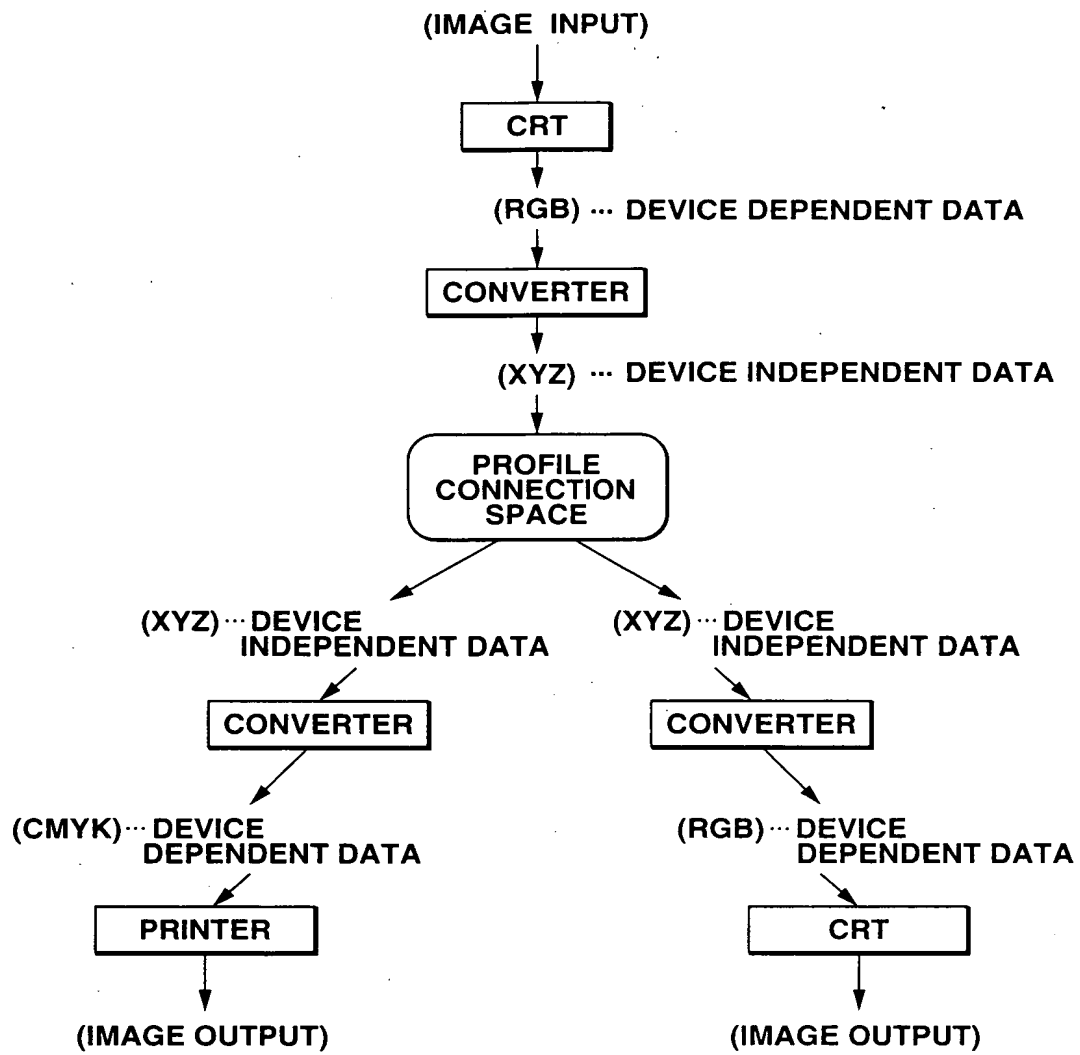 (IMAGE INPUT)
CRT
(RGB) ··· DEVICE DEPENDENT DATA
CONVERTER
(XYZ) ··· DEVICE INDEPENDENT DATA
PROFILE
CONNECTION
SPACE
(XYZ) ··· DEVICE
INDEPENDENT DATA
(XYZ) ··· DEVICE
INDEPENDENT DATA
CONVERTER
CONVERTER
(CMYK) ··· DEVICE
DEPENDENT DATA
(RGB) ··· DEVICE
DEPENDENT DATA
PRINTER
CRT
(IMAGE OUTPUT)
(IMAGE OUTPUT)